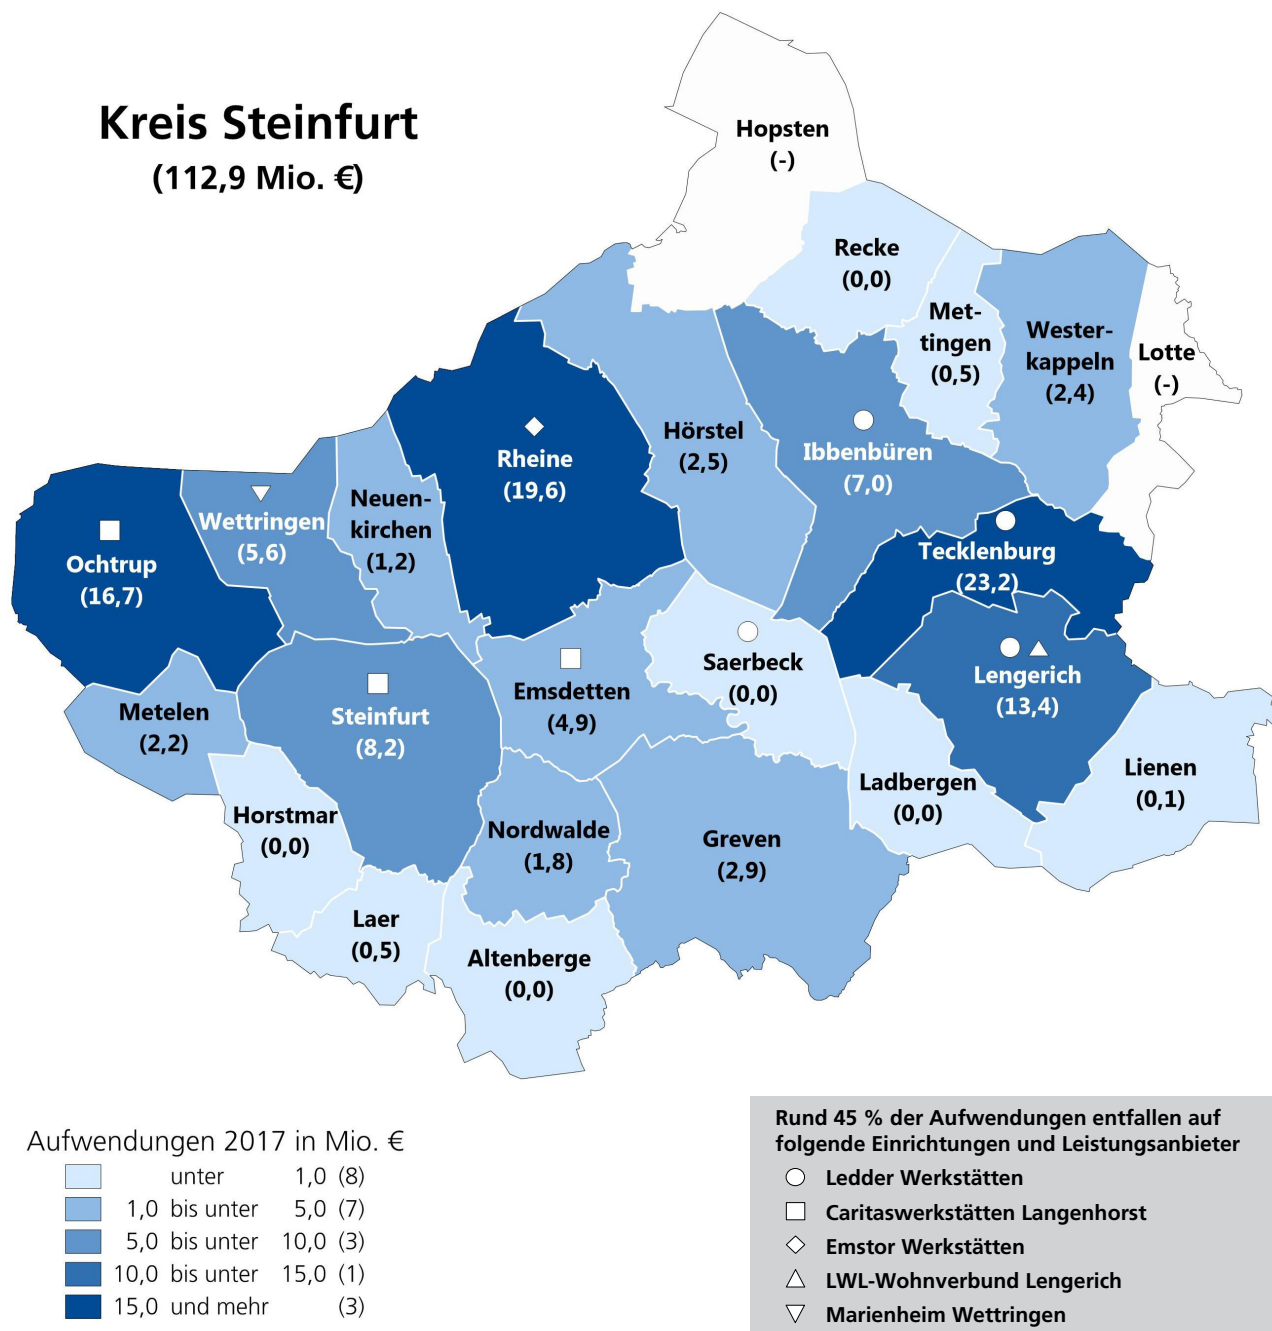 Kreis Steinfurt
(112,9 Mio. €)
Hopsten
(-)
Recke
(0,0)
Met-
tingen
(0,5)
Wester-
kappeln
(2,4)
Lotte
(-)
Hörstel
(2,5)
Ibbenbüren
(7,0)
Rheine
(19,6)
Neuen-
kirchen
(1,2)
Wettringen
(5,6)
Ochtrup
(16,7)
Tecklenburg
(23,2)
Lengerich
(13,4)
Saerbeck
(0,0)
Emsdetten
(4,9)
Steinfurt
(8,2)
Metelen
(2,2)
Horstmar
(0,0)
Nordwalde
(1,8)
Greven
(2,9)
Ladbergen
(0,0)
Lienen
(0,1)
Laer
(0,5)
Altenberge
(0,0)
Aufwendungen 2017 in Mio. €
unter 1,0 (8)
1,0 bis unter 5,0 (7)
5,0 bis unter 10,0 (3)
10,0 bis unter 15,0 (1)
15,0 und mehr (3)
Rund 45 % der Aufwendungen entfallen auf
folgende Einrichtungen und Leistungsanbieter
Ledder Werkstätten
Caritaswerkstätten Langenhorst
Emstor Werkstätten
LWL-Wohnverbund Lengerich
Marienheim Wettringen